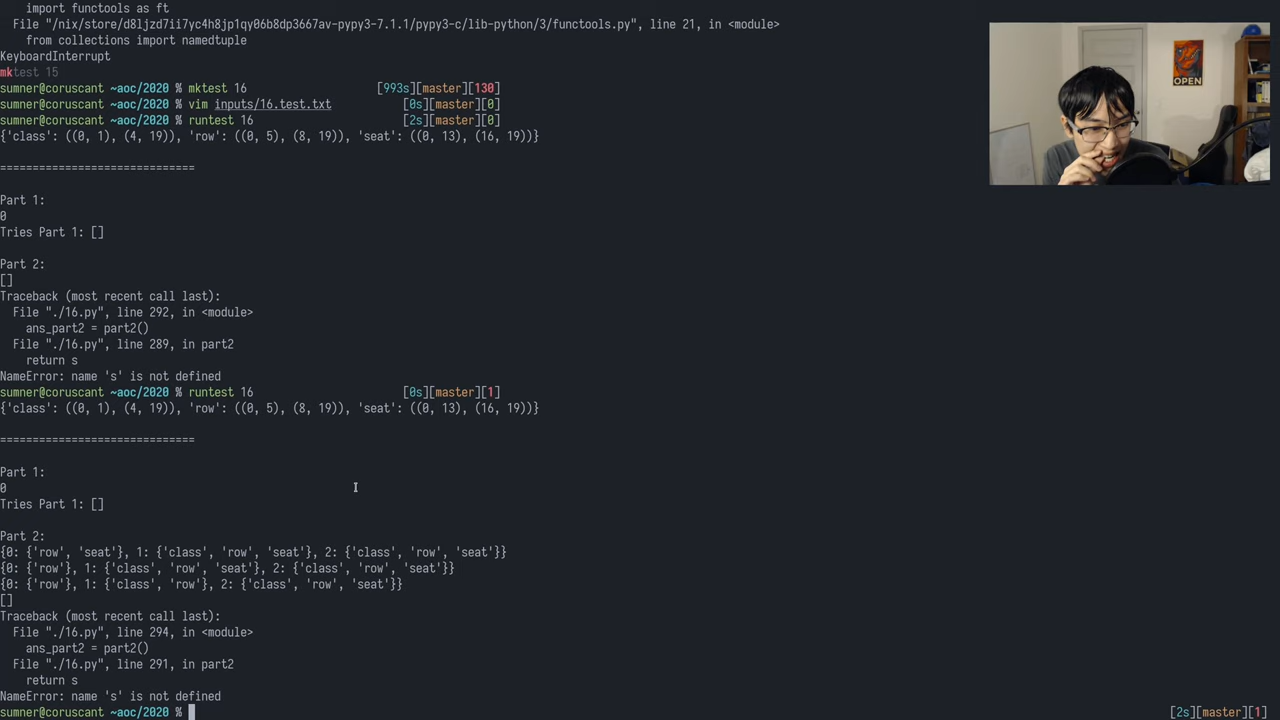 import functools as ft
File "/nix/store/d8ljzd7ii7yc4h8jp1qy06b8dp3667av-pypy3-7.1.1/pypy3-c/lib-python/3/functools.py", line 21, in <module>
from collections import namedtuple
KeyboardInterrupt
mktest 15
sumner@coruscant ~aoc/2020 % mktest 16 [993s][master][130]
sumner@coruscant ~aoc/2020 % vim inputs/16.test.txt [0s][master][0]
sumner@coruscant ~aoc/2020 % runtest 16 [2s][master][0]
{'class': ((0, 1), (4, 19)), 'row': ((0, 5), (8, 19)), 'seat': ((0, 13), (16, 19))}
==============================
Part 1:
0
Tries Part 1: []
Part 2:
[]
Traceback (most recent call last):
File "./16.py", line 292, in <module>
ans_part2 = part2()
File "./16.py", line 289, in part2
return s
NameError: name 's' is not defined
sumner@coruscant ~aoc/2020 % runtest 16 [0s][master][1]
{'class': ((0, 1), (4, 19)), 'row': ((0, 5), (8, 19)), 'seat': ((0, 13), (16, 19))}
==============================
Part 1:
0
Tries Part 1: []
Part 2:
{0: {'row', 'seat'}, 1: {'class', 'row', 'seat'}, 2: {'class', 'row', 'seat'}}
{0: {'row'}, 1: {'class', 'row', 'seat'}, 2: {'class', 'row', 'seat'}}
{0: {'row'}, 1: {'class', 'row'}, 2: {'class', 'row', 'seat'}}
[]
Traceback (most recent call last):
File "./16.py", line 294, in <module>
ans_part2 = part2()
File "./16.py", line 291, in part2
return s
NameError: name 's' is not defined
sumner@coruscant ~aoc/2020 % [2s][master][1]
OPEN